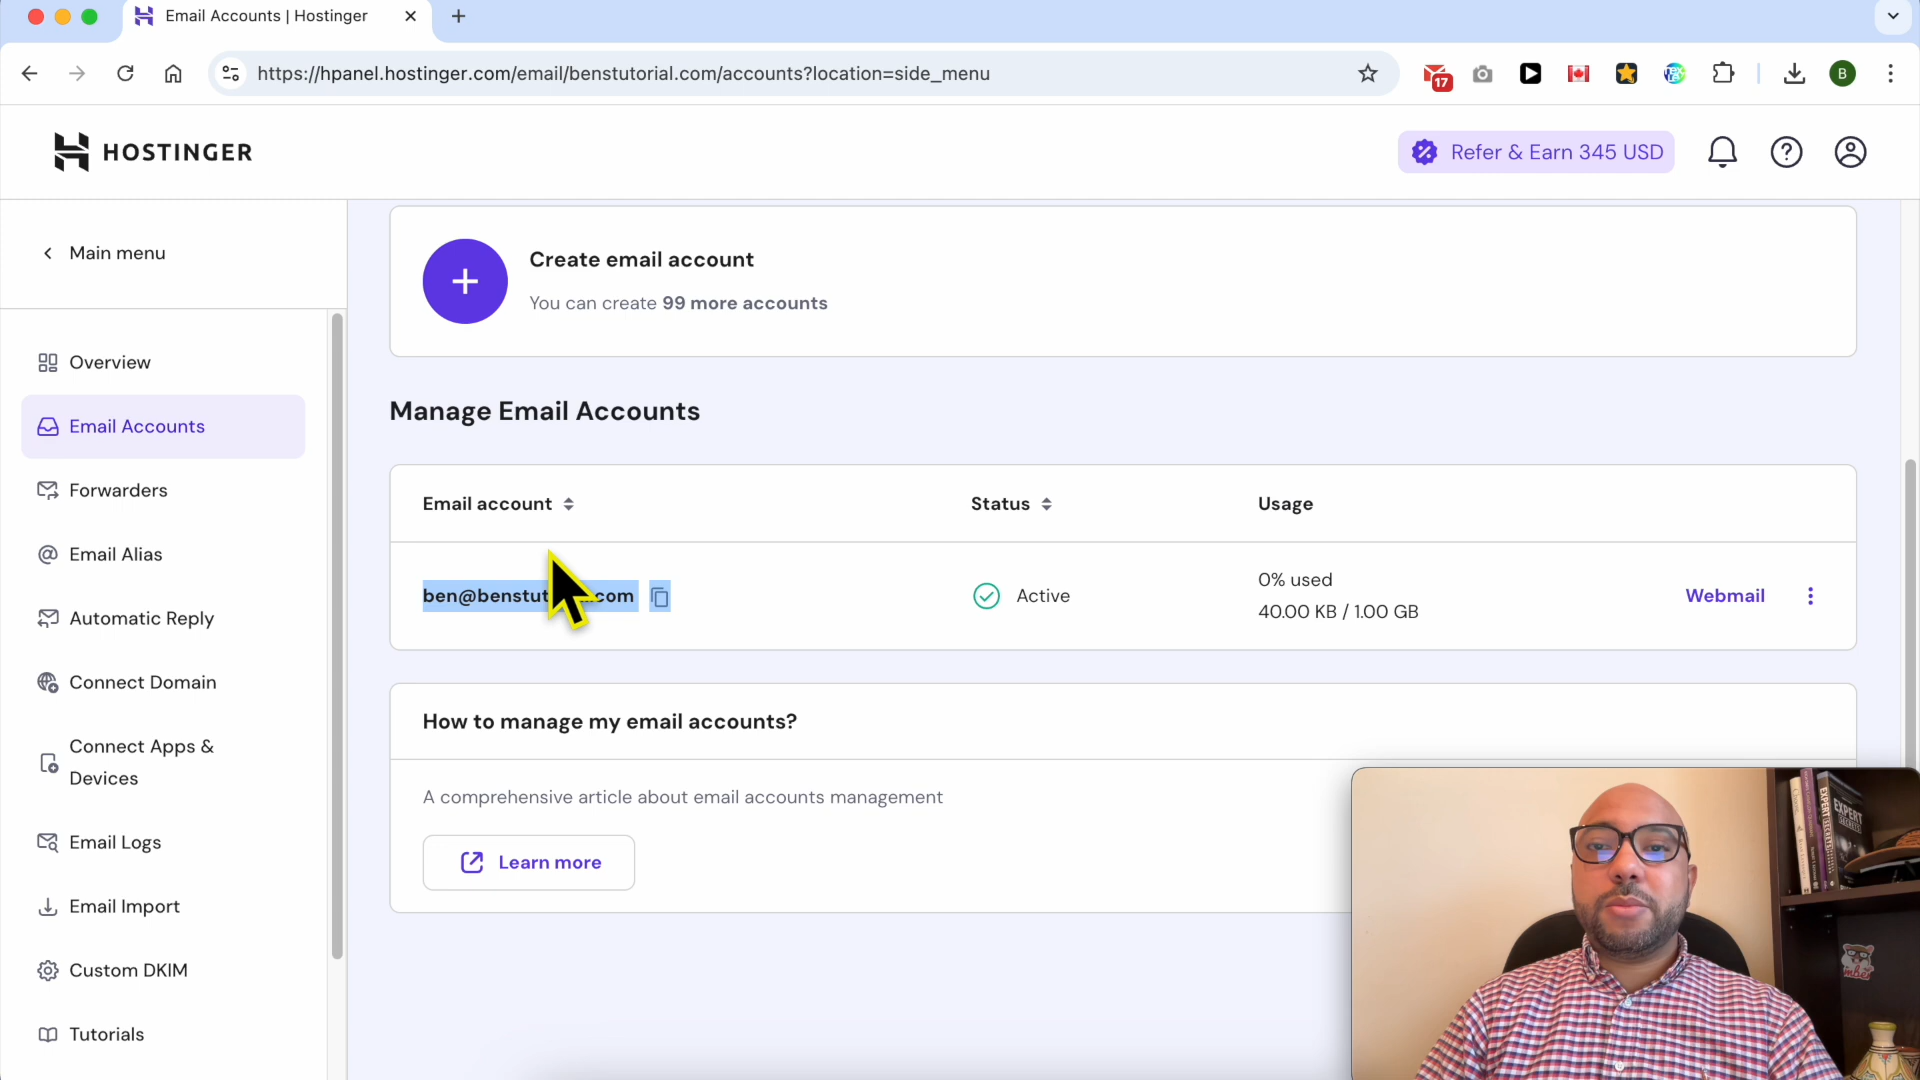 Email Accounts | Hostinger
https://hpanel.hostinger.com/email/benstutorial.com/accounts?location=side_menu
17
B
HOSTINGER
Refer & Earn 345 USD
Main menu
Create email account
You can create 99 more accounts
Overview
Email Accounts
Forwarders
Email Alias
Automatic Reply
Connect Domain
Connect Apps &
Devices
Email Logs
Email Import
Custom DKIM
Tutorials
Manage Email Accounts
Email account
Status
Usage
ben@benstut
com
Active
0% used
40.00 KB / 1.00 GB
Webmail
How to manage my email accounts?
A comprehensive article about email accounts management
Learn more
EXPERT